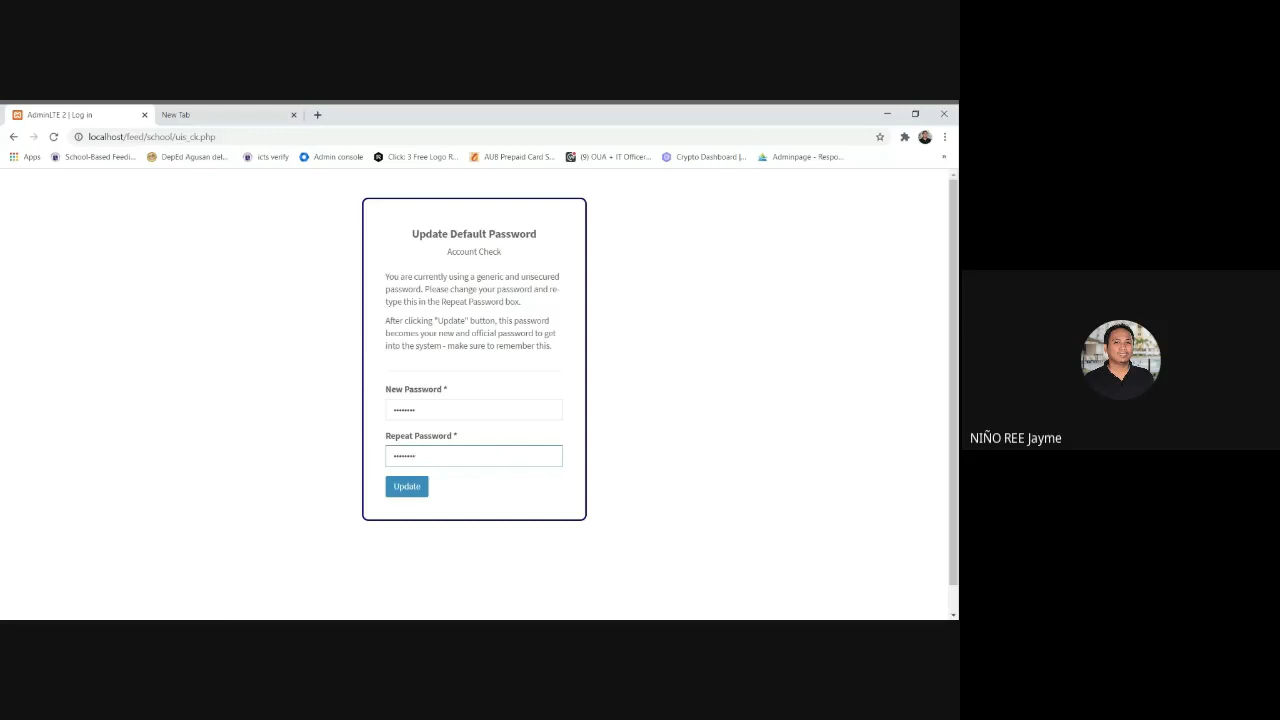 AdminLTE 2 | Log in
New Tab
localhost/feed/school/uis_ck.php
Apps School-Based Feedi... DepEd Agusan del... icts verify Admin console Click: 3 Free Logo R... AUB Prepaid Card S... (9) OUA + IT Officer... Crypto Dashboard |... Adminpage - Respo... »
Update Default Password
Account Check
You are currently using a generic and unsecured
password. Please change your password and re-
type this in the Repeat Password box.
After clicking "Update" button, this password
becomes your new and official password to get
into the system - make sure to remember this.
New Password *
••••••••
Repeat Password *
••••••••
Update
NIÑO REE Jayme